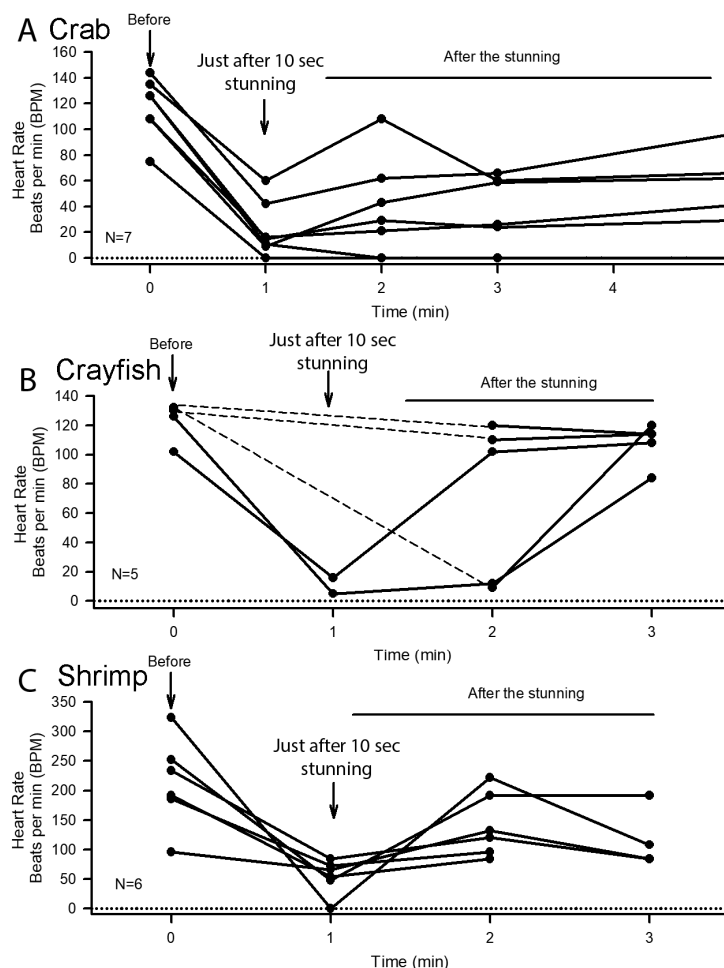 A Crab
Before
Just after 10 sec
stunning
After the stunning
Heart Rate
Beats per min (BPM)
160
140
120
100
80
60
40
20
0
N=7
0 1 2 3 4
Time (min)
B Crayfish
Before
Just after 10 sec
stunning
After the stunning
Heart Rate
Beats per min (BPM)
140
120
100
80
60
40
20
0
N=5
0 1 2 3
Time (min)
C Shrimp
Before
Just after 10 sec
stunning
After the stunning
Heart Rate
Beats per min (BPM)
350
300
250
200
150
100
50
0
N=6
0 1 2 3
Time (min)